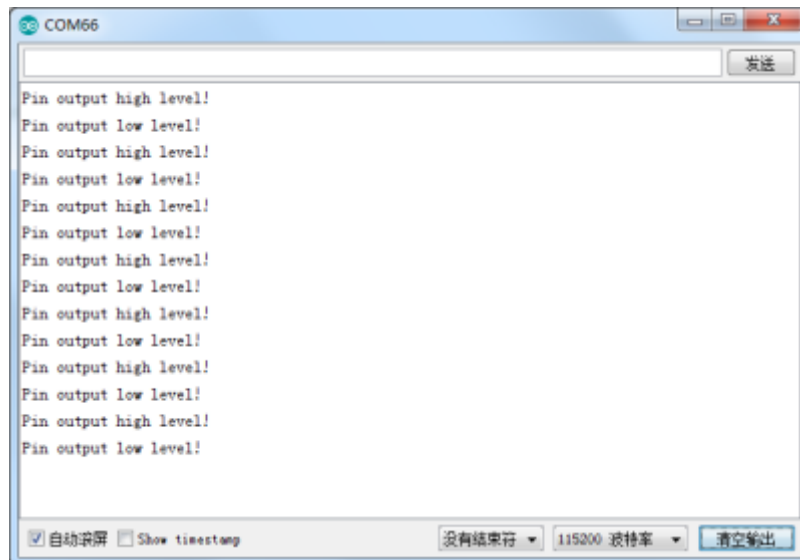 COM66
发送
Pin output high level!
Pin output low level!
Pin output high level!
Pin output low level!
Pin output high level!
Pin output low level!
Pin output high level!
Pin output low level!
Pin output high level!
Pin output low level!
Pin output high level!
Pin output low level!
Pin output high level!
Pin output low level!
自动滚屏 Show timestamp 没有结束符 115200 波特率 清空输出